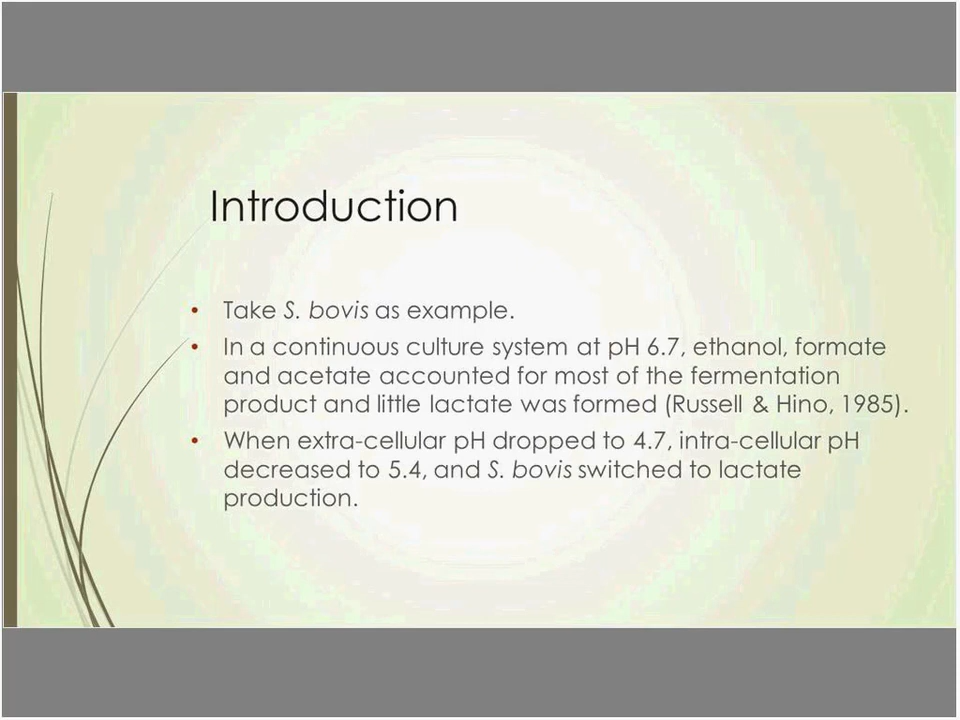 Introduction
• Take S. bovis as example.
• In a continuous culture system at pH 6.7, ethanol, formate
and acetate accounted for most of the fermentation
product and little lactate was formed (Russell & Hino, 1985).
• When extra-cellular pH dropped to 4.7, intra-cellular pH
decreased to 5.4, and S. bovis switched to lactate
production.